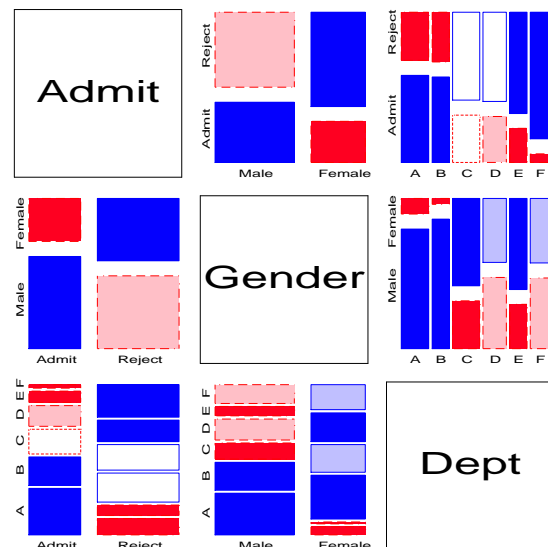 Admit
Reject
Admit
Male Female
Reject
Admit
A B C D E F
Female
Male
Admit Reject
Gender
Female
Male
A B C D E F
F
E
D
C
B
A
Admit Reject
F
E
D
C
B
A
Male Female
Dept